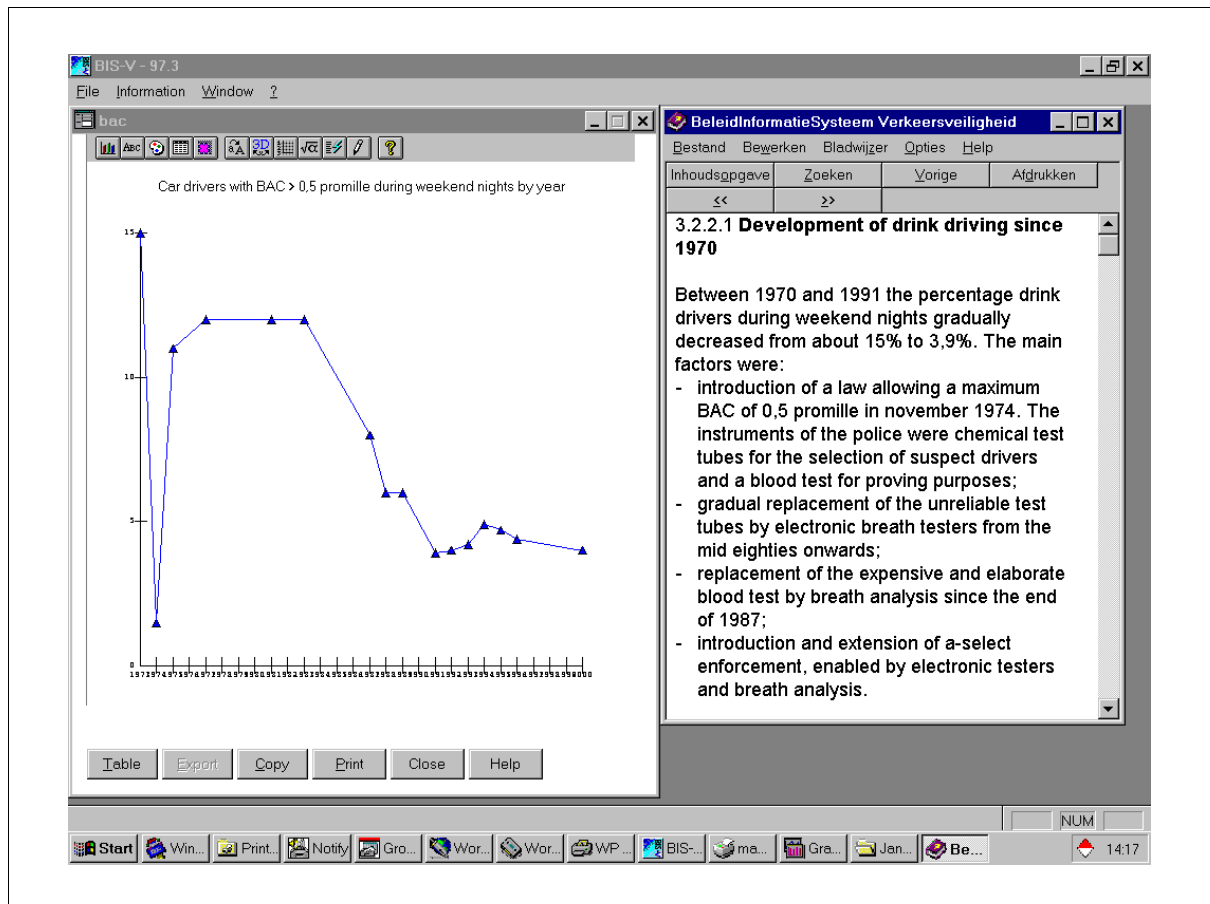 BIS-V - 97.3
File Information Window ?
bac
ABC
3D
Car drivers with BAC > 0,5 promille during weekend nights by year
15
10
5
0
Table Export Copy Print Close Help
BeleidInformatieSysteem Verkeersveiligheid
Bestand Bewerken Bladwijzer Opties Help
Inhoudsopgave Zoeken Vorige Afdrukken
<< >>
3.2.2.1 Development of drink driving since
1970
Between 1970 and 1991 the percentage drink
drivers during weekend nights gradually
decreased from about 15% to 3,9%. The main
factors were:
- introduction of a law allowing a maximum
BAC of 0,5 promille in november 1974. The
instruments of the police were chemical test
tubes for the selection of suspect drivers
and a blood test for proving purposes;
- gradual replacement of the unreliable test
tubes by electronic breath testers from the
mid eighties onwards;
- replacement of the expensive and elaborate
blood test by breath analysis since the end
of 1987;
- introduction and extension of a-select
enforcement, enabled by electronic testers
and breath analysis.
NUM
Start Win... Print... Notify Gro... Wor... Wor... WP ... BIS-... ma... Gra... Jan... Be... 14:17